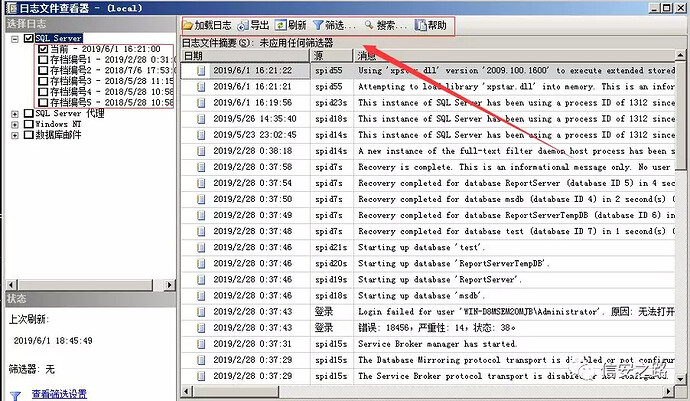 日志文件查看器 - (local)
选择日志
SQL Server
当前 - 2019/6/1 16:21:00
存档编号1 - 2019/2/28 0:31:0
存档编号2 - 2018/7/6 17:53:0
存档编号3 - 2018/5/28 11:15
存档编号4 - 2018/5/28 10:58
存档编号5 - 2018/5/28 10:58
SQL Server 代理
Windows NT
数据库邮件
状态
上次刷新:
2019/6/1 18:45:49
筛选器: 无
查看筛选设置
加载日志 导出 刷新 筛选... 搜索... 帮助
日志文件摘要(S): 未应用任何筛选器
日期 源 消息
2019/6/1 16:21:22 spid55 Using 'xpstar.dll' version '2009.100.1600' to execute extended stored
2019/6/1 16:21:22 spid55 Attempting to load library 'xpstar.dll' into memory. This is an infor
2019/6/1 16:19:56 spid23s This instance of SQL Server has been using a process ID of 1312 since
2019/5/26 14:35:40 spid18s This instance of SQL Server has been using a process ID of 1312 since
2019/5/23 23:02:45 spid14s This instance of SQL Server has been using a process ID of 1312 since
2019/2/28 0:38:18 spid14s A new instance of the full-text filter daemon host process has been s
2019/2/28 0:37:58 spid7s Recovery is complete. This is an informational message only. No user
2019/2/28 0:37:54 spid7s Recovery completed for database ReportServer (database ID 5) in 4 sec
2019/2/28 0:37:50 spid7s Recovery completed for database msdb (database ID 4) in 2 second(s) (
2019/2/28 0:37:49 spid7s Recovery completed for database ReportServerTempDB (database ID 6) in
2019/2/28 0:37:48 spid7s Recovery completed for database test (database ID 7) in 1 second(s) (
2019/2/28 0:37:46 spid21s Starting up database 'test'.
2019/2/28 0:37:46 spid20s Starting up database 'ReportServerTempDB'.
2019/2/28 0:37:46 spid19s Starting up database 'ReportServer'.
2019/2/28 0:37:46 spid18s Starting up database 'msdb'.
2019/2/28 0:37:43 登录 Login failed for user 'WIN-D8MSEM20MJB\Administrator'. 原因: 无法打开
2019/2/28 0:37:43 登录 错误: 18456，严重性: 14，状态: 38。
2019/2/28 0:37:31 spid15s Service Broker manager has started.
2019/2/28 0:37:29 spid15s The Database Mirroring protocol transport is disabled or not configur
2019/2/28 0:37:29 spid15s The Service Broker protocol transport is disabled or not configured
信安之路